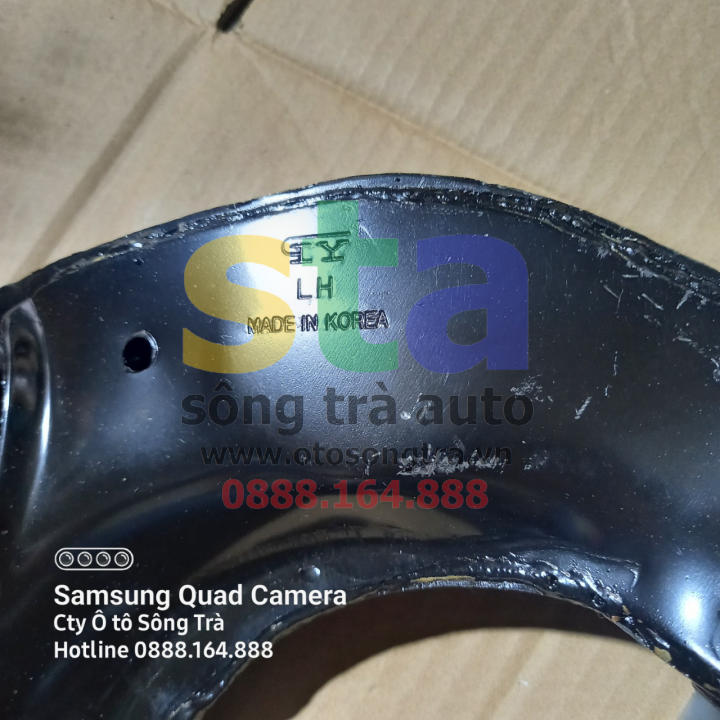 sta
LH
MADE IN KOREA
sông trà auto
www.otosongtra.vn
0888.164.888
Samsung Quad Camera
Cty Ô tô Sông Trà
Hotline 0888.164.888